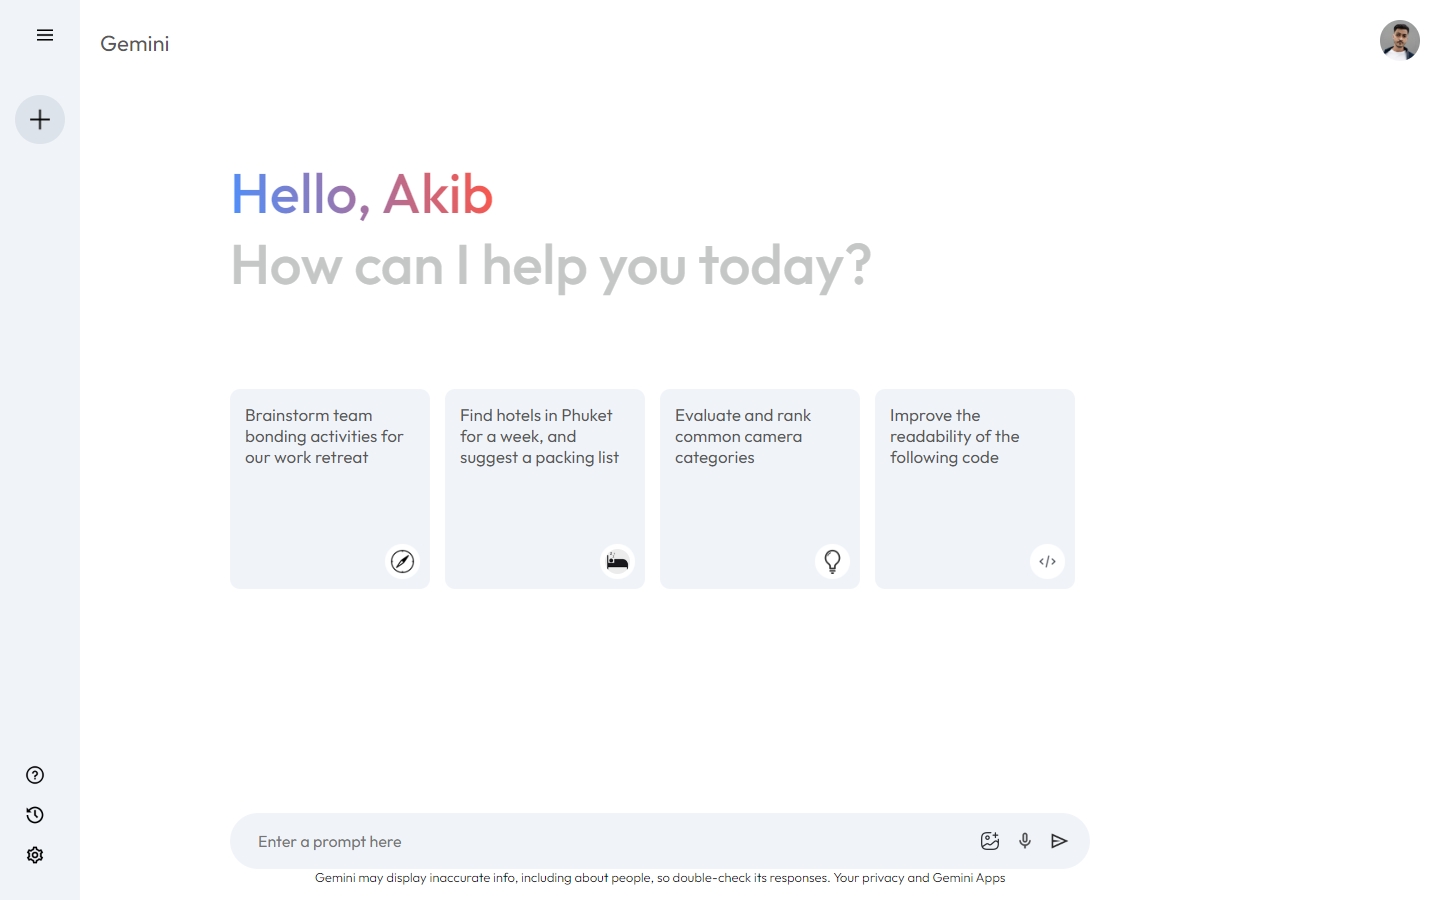 Gemini
Hello, Akib
How can I help you today?
Brainstorm team
bonding activities for
our work retreat
Find hotels in Phuket
for a week, and
suggest a packing list
Evaluate and rank
common camera
categories
Improve the
readability of the
following code
Enter a prompt here
Gemini may display inaccurate info, including about people, so double-check its responses. Your privacy and Gemini Apps